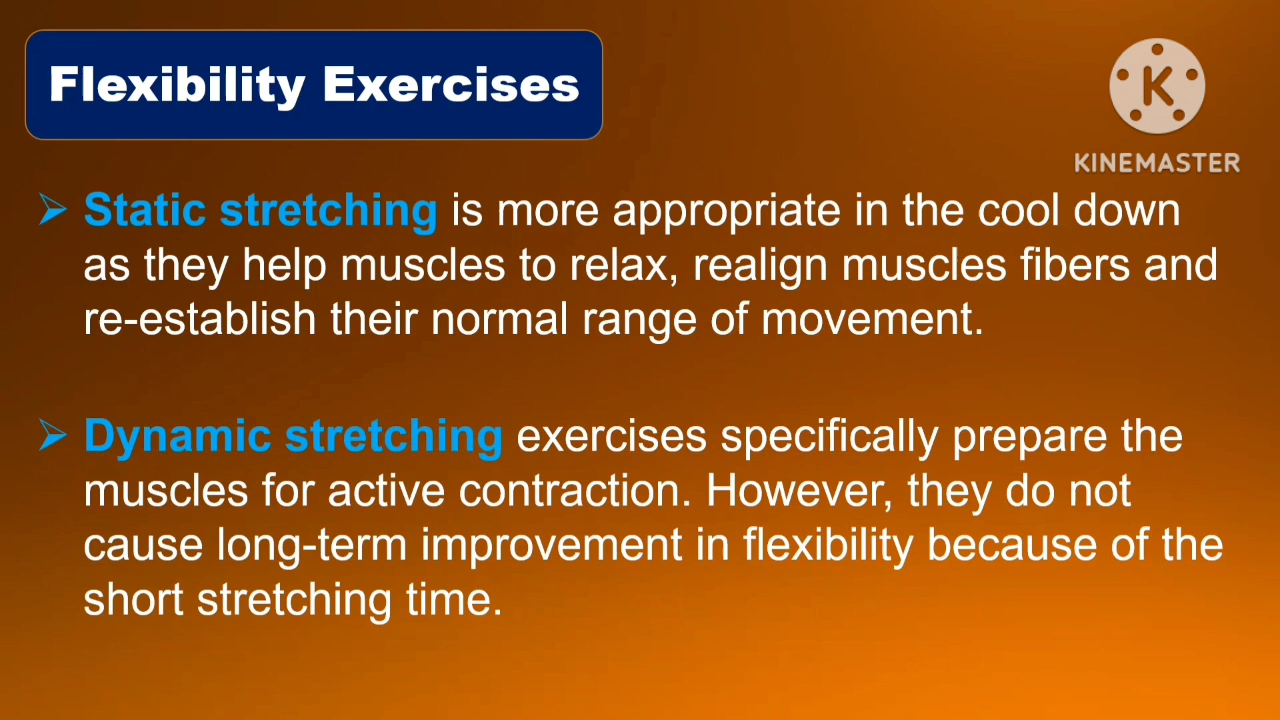 Flexibility Exercises
K
KINEMASTER
Static stretching is more appropriate in the cool down
as they help muscles to relax, realign muscles fibers and
re-establish their normal range of movement.
Dynamic stretching exercises specifically prepare the
muscles for active contraction. However, they do not
cause long-term improvement in flexibility because of the
short stretching time.